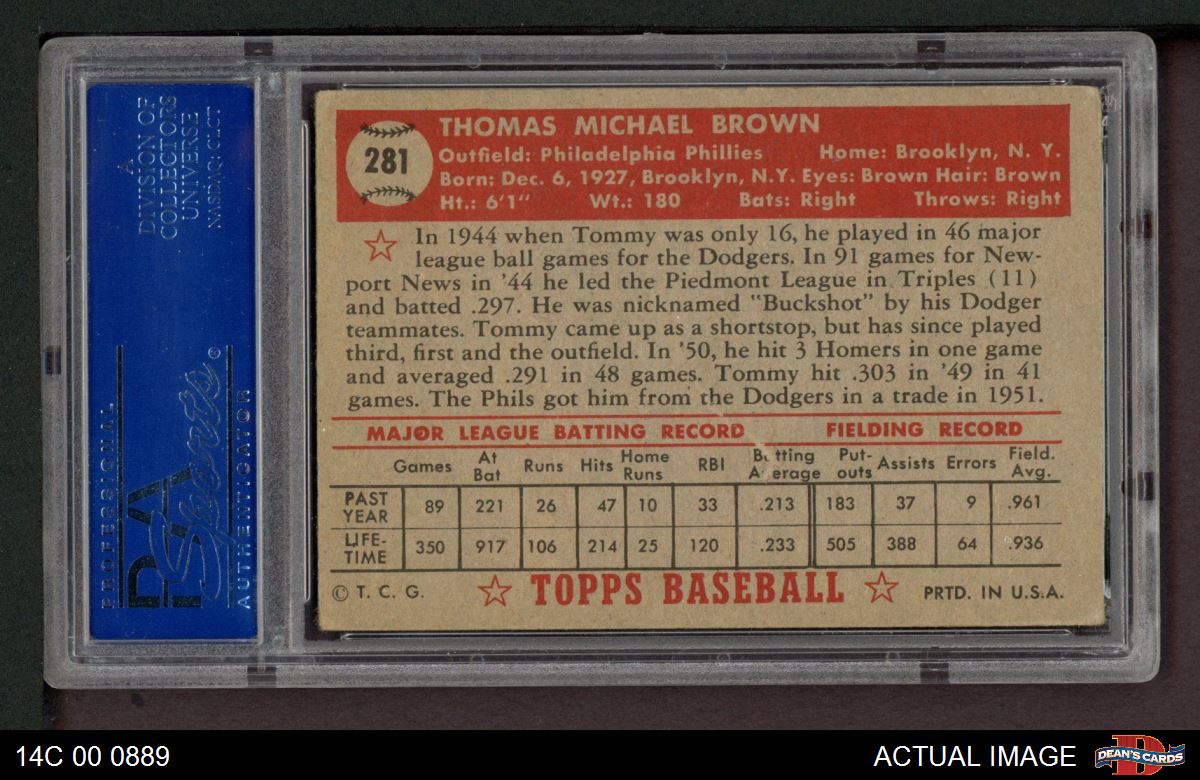 A
DIVISION OF
COLLECTORS
UNIVERSE
NASDAQ: CLCT
PROFESSIONAL
PSA
Sports
AUTHENTICATOR
281
THOMAS MICHAEL BROWN
Outfield: Philadelphia Phillies Home: Brooklyn, N. Y.
Born: Dec. 6, 1927, Brooklyn, N.Y. Eyes: Brown Hair: Brown
Ht.: 6'1" Wt.: 180 Bats: Right Throws: Right
In 1944 when Tommy was only 16, he played in 46 major
league ball games for the Dodgers. In 91 games for New-
port News in '44 he led the Piedmont League in Triples (11)
and batted .297. He was nicknamed "Buckshot" by his Dodger
teammates. Tommy came up as a shortstop, but has since played
third, first and the outfield. In '50, he hit 3 Homers in one game
and averaged .291 in 48 games. Tommy hit .303 in '49 in 41
games. The Phils got him from the Dodgers in a trade in 1951.
MAJOR LEAGUE BATTING RECORD FIELDING RECORD
Games At Bat Runs Hits Home Runs RBI Batting Average Put-outs Assists Errors Field. Avg.
PAST YEAR 89 221 26 47 10 33 .213 183 37 9 .961
LIFE-TIME 350 917 106 214 25 120 .233 505 388 64 .936
© T. C. G. TOPPS BASEBALL PRTD. IN U.S.A.
14C 00 0889 ACTUAL IMAGE DEAN'S CARDS